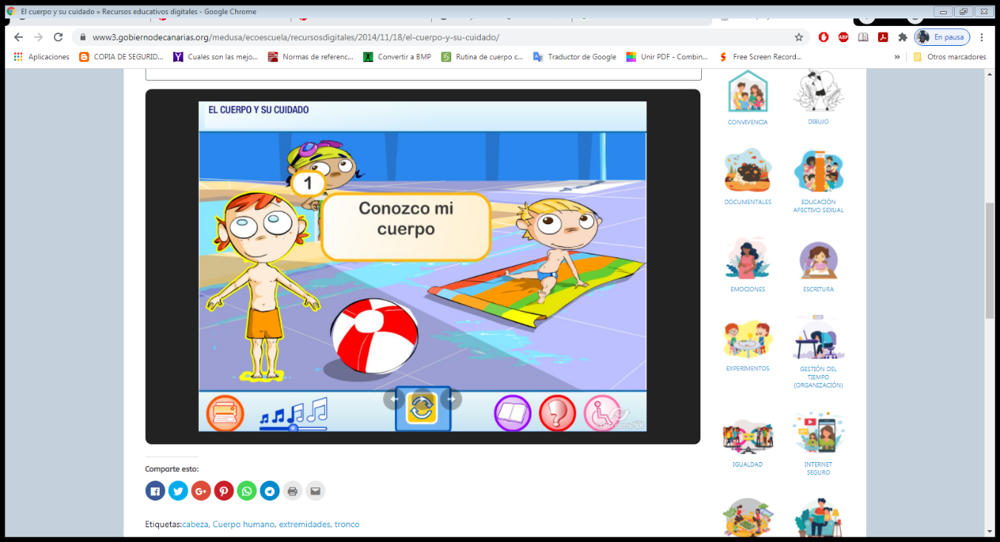 El cuerpo y su cuidado » Recursos educativos digitales - Google Chrome
www3.gobiernodecanarias.org/medusa/ecoescuela/recursosdigitales/2014/11/18/el-cuerpo-y-su-cuidado/
ABP
En pausa
Aplicaciones
COPIA DE SEGURID...
Cuales son las mejo...
Normas de referenc...
Convertir a BMP
Rutina de cuerpo c...
Traductor de Google
Unir PDF - Combin...
Free Screen Record...
»
Otros marcadores
EL CUERPO Y SU CUIDADO
1
Conozco mi
cuerpo
CONVIVENCIA
DIBUJO
DOCUMENTALES
EDUCACIÓN
AFECTIVO SEXUAL
EMOCIONES
ESCRITURA
EXPERIMENTOS
GESTIÓN DEL
TIEMPO
(ORGANIZACIÓN)
IGUALDAD
INTERNET
SEGURO
Comparte esto:
Etiquetas:cabeza, Cuerpo humano, extremidades, tronco